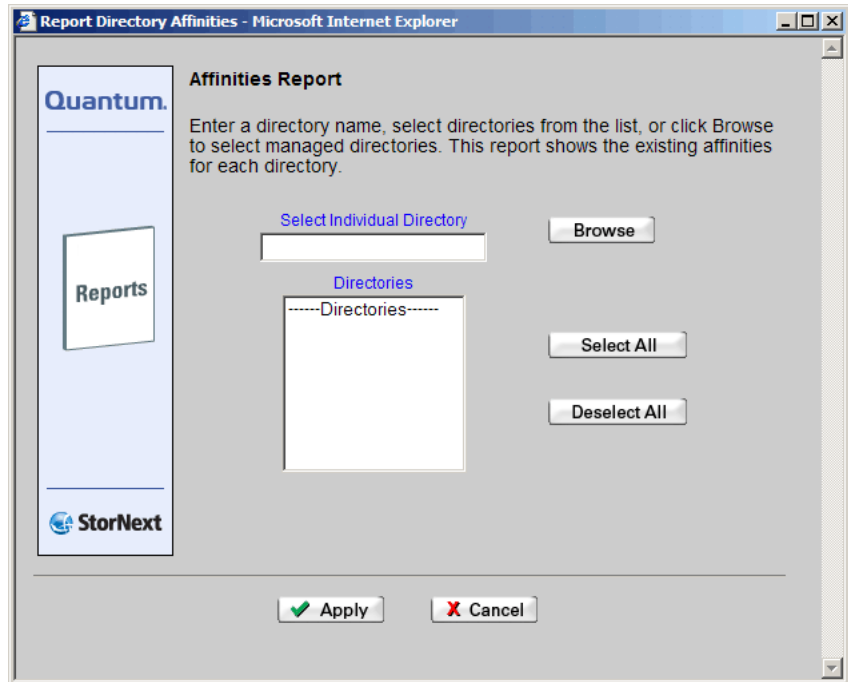 Report Directory Affinities - Microsoft Internet Explorer
Quantum.
Affinities Report
Enter a directory name, select directories from the list, or click Browse
to select managed directories. This report shows the existing affinities
for each directory.
Select Individual Directory
Browse
Reports
Directories
------Directories------
Select All
Deselect All
StorNext
Apply
X Cancel